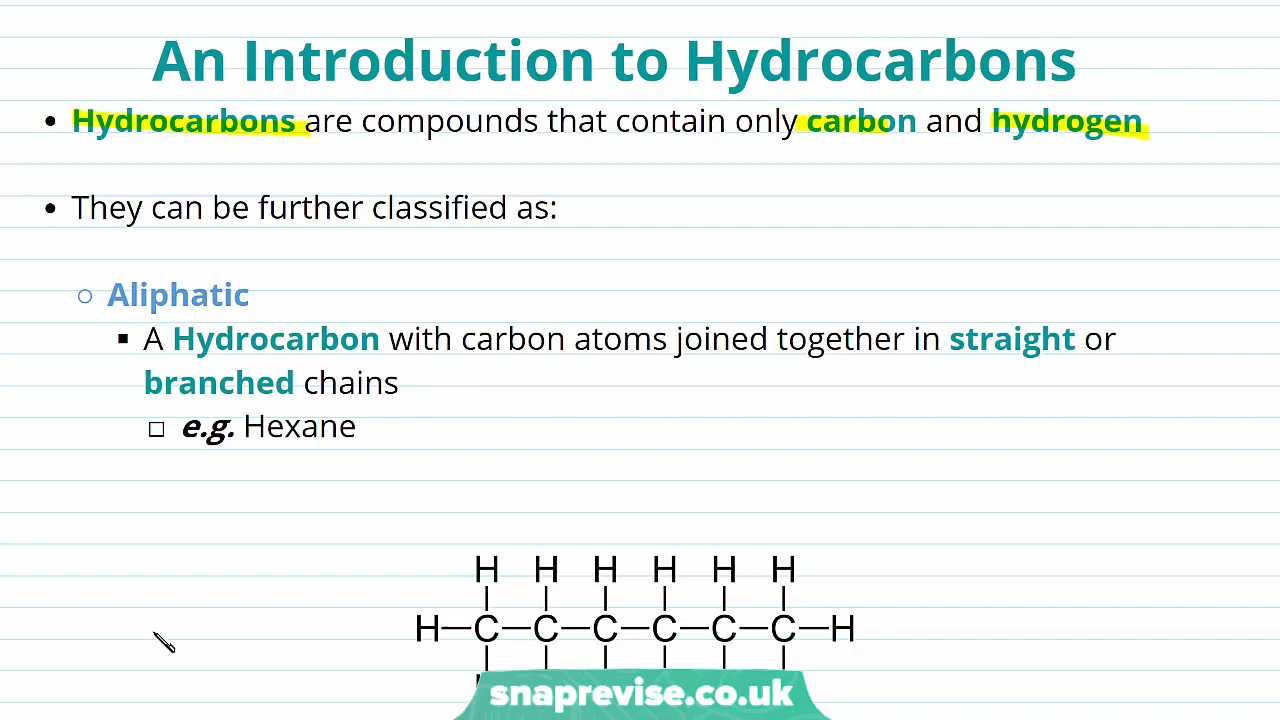 An Introduction to Hydrocarbons
• Hydrocarbons are compounds that contain only carbon and hydrogen
• They can be further classified as:
○ Aliphatic
▪ A Hydrocarbon with carbon atoms joined together in straight or
branched chains
□ e.g. Hexane
H H H H H H
H—C—C—C—C—C—C—H
snaprevise.co.uk